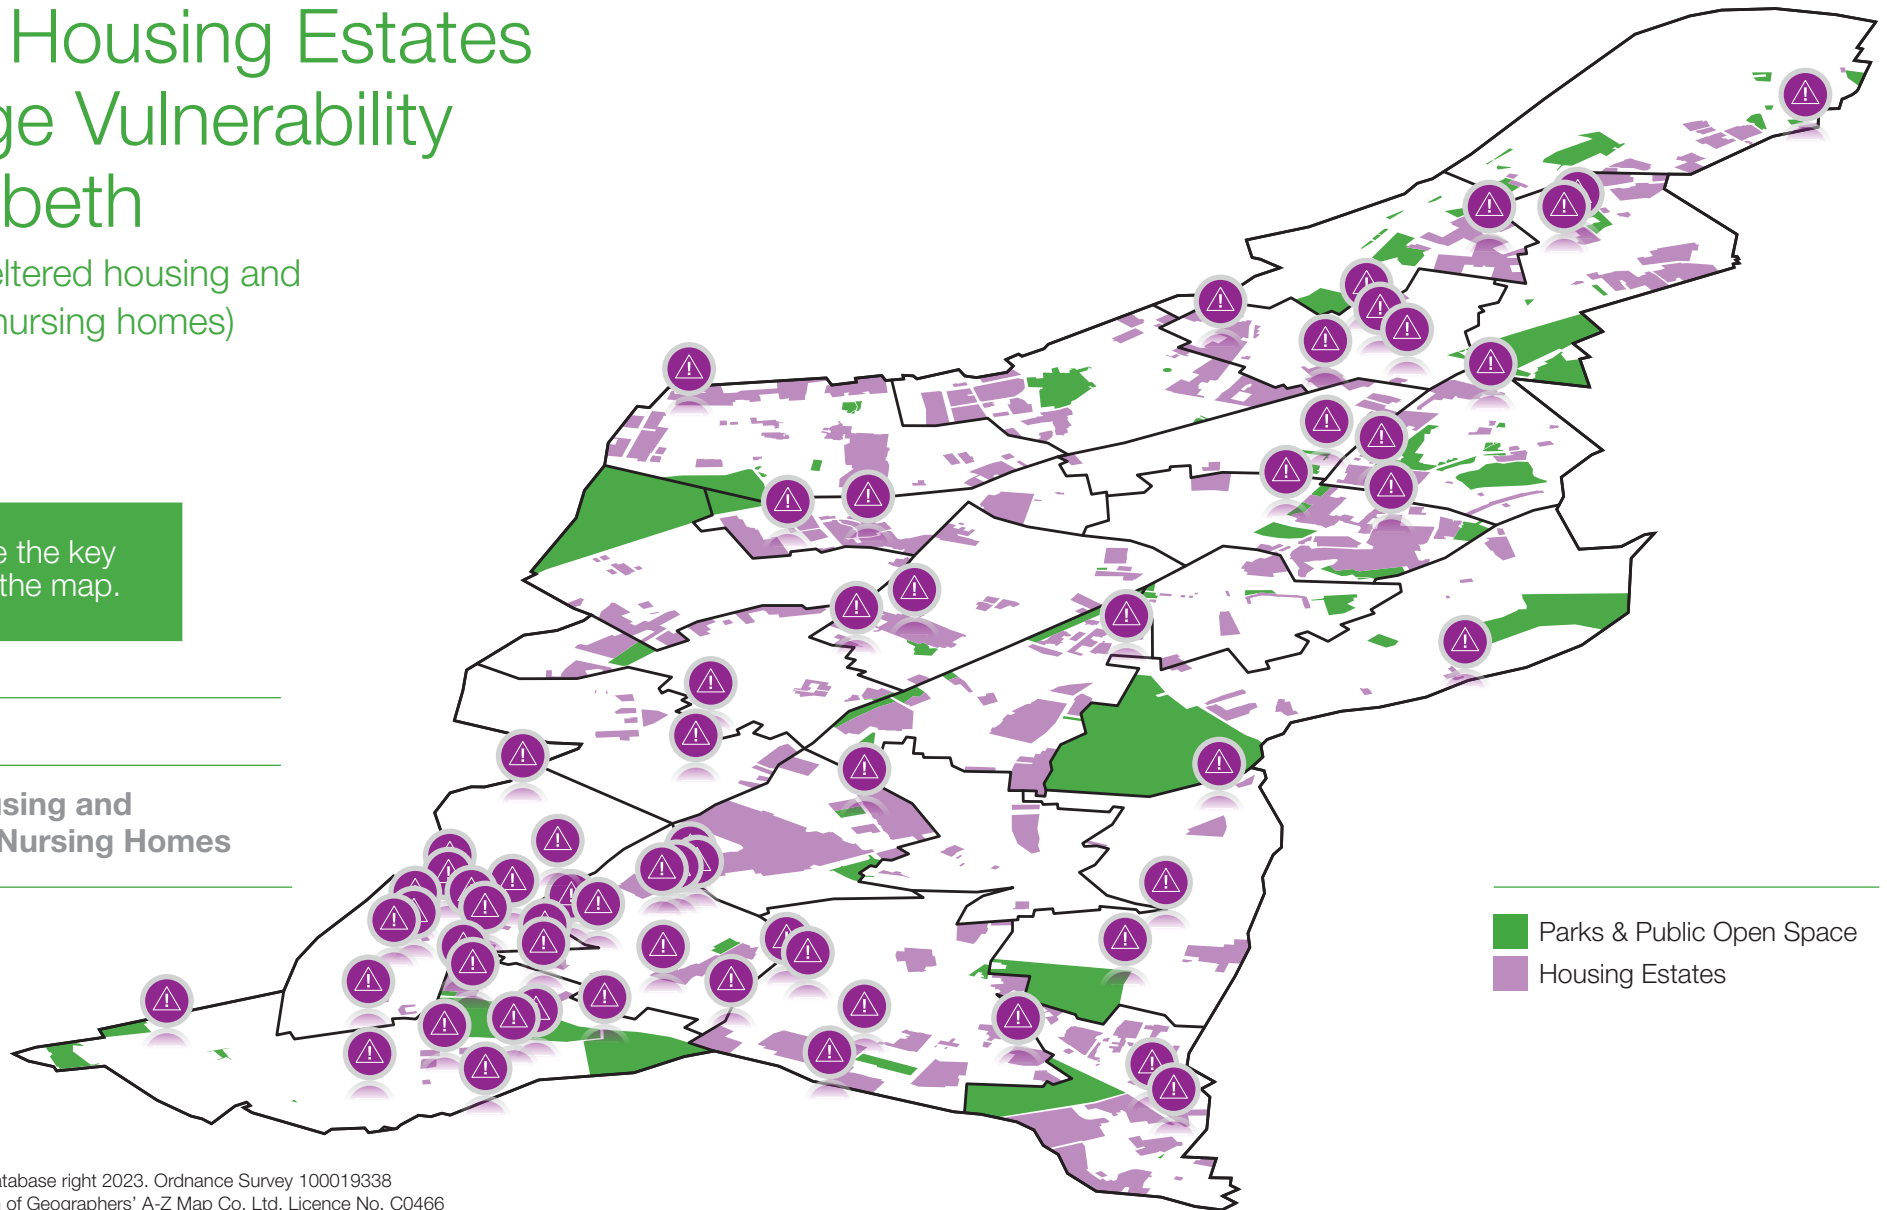 Housing Estates
ge Vulnerability
beth
eltered housing and
nursing homes)
e the key
the map.
using and
Nursing Homes
Parks & Public Open Space
Housing Estates
atabase right 2023. Ordnance Survey 100019338
n of Geographers' A-Z Map Co. Ltd. Licence No. C0466